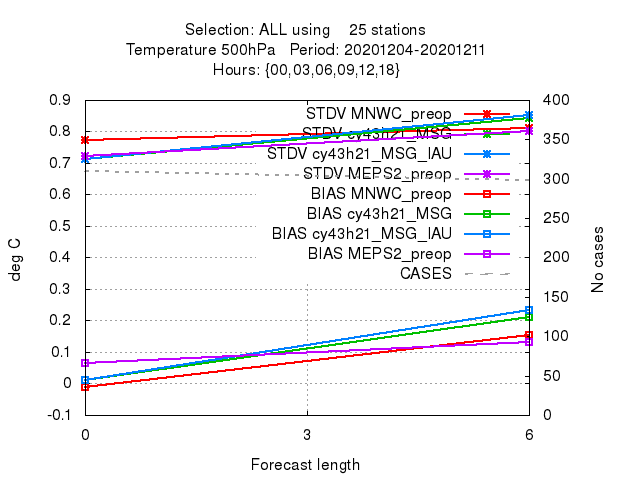 Selection: ALL using 25 stations
Temperature 500hPa Period: 20201204-20201211
Hours: {00,03,06,09,12,18}
0.9
0.8
0.7
0.6
0.5
0.4
0.3
0.2
0.1
0
-0.1
deg C
400
350
300
250
200
150
100
50
0
No cases
STDV MNWC_preop
STDV cy43h21_MSG
STDV cy43h21_MSG_IAU
STDV MEPS2_preop
BIAS MNWC_preop
BIAS cy43h21_MSG
BIAS cy43h21_MSG_IAU
BIAS MEPS2_preop
CASES
0 3 6
Forecast length